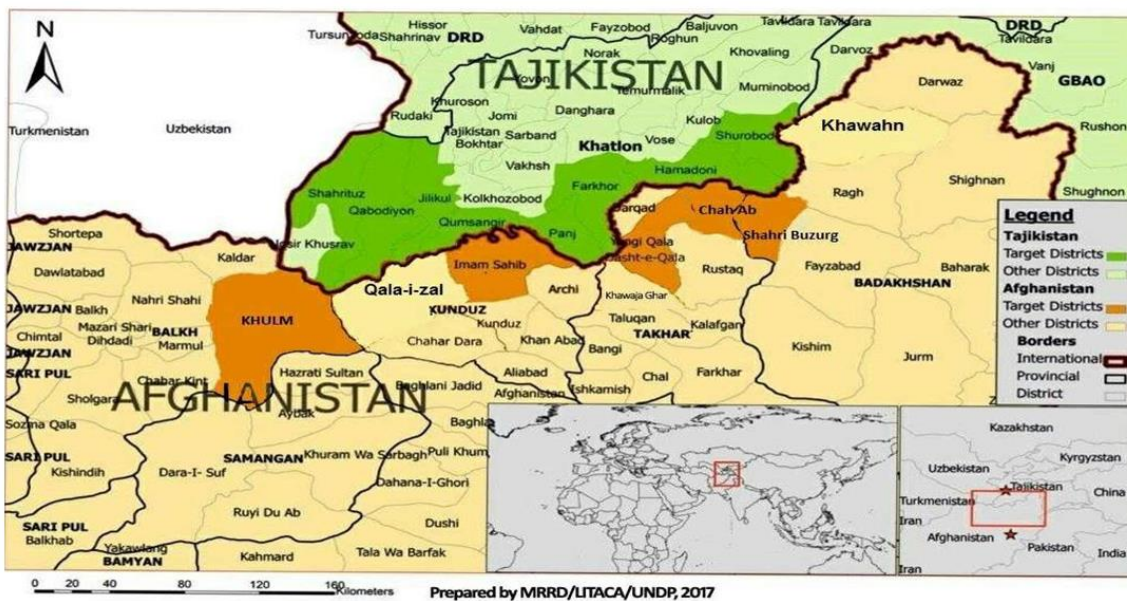 N
Hissor
Vahdat
Fayzobod
Baljuvon
Tavildara
Tavildara
DRD
Shahrinav
DRD
Roghun
Darvoz
Tavildara
Norak
Khovaling
Vanj
TAJIKISTAN
GBAO
Yovon
Temurmalik
Muminobod
Darwaz
Khuroson
Danghara
Rudaki
Jomi
Turkmenistan
Uzbekistan
Tajikistan
Sarband
Kulob
Shurobod
Khawahn
Rushon
Bokhtar
Khatlon
Vose
Vakhsh
Hamadoni
Shahrituz
Jilikul
Kolkhozobod
Farkhor
Ragh
Shighnan
Shughnon
Qabodiyon
Qumsangir
Darqad
Chah Ab
Shortepa
Panj
Shahri Buzurg
JAWZJAN
Kaldar
Imam Sahib
Yangi Qala
Dasht-e-Qala
Dawlatabad
Rustaq
Fayzabad
Baharak
Nahri Shahi
Qala-i-zal
Archi
BADAKHSHAN
JAWZJAN
Balkh
KHULM
KUNDUZ
Khawaja Ghar
Mazari Shari
BALKH
Kunduz
Taluqan
Kalafgan
Chimtal
Dihdadi
Marmul
Chahar Dara
Khan Abad
Bangi
TAKHAR
Kishim
Jurm
JAWZJAN
Hazrati Sultan
Aliabad
Chal
Farkhar
SARI PUL
Chahar Kint
Baghlani Jadid
Ishkamish
Sholgara
AFGHANISTAN
Afghanistan
Aybak
Sozma Qala
SAMANGAN
Khuram Wa Sarbagh
Puli Khum
SARI PUL
Kishindih
Dara-I- Suf
Dahana-I-Ghori
Ruyi Du Ab
Dushi
SARI PUL
Balkhab
Yakawlang
Kahmard
Tala Wa Barfak
BAMYAN
Legend
Tajikistan
Target Districts
Other Districts
Afghanistan
Target Districts
Other Districts
Borders
International
Provincial
District
Kazakhstan
Uzbekistan
Kyrgyzstan
Tajikistan
Turkmenistan
China
Iran
Afghanistan
Pakistan
India
Iran
0 20 40 80 120 160
Kilometers
Prepared by MRRD/LITACA/UNDP, 2017